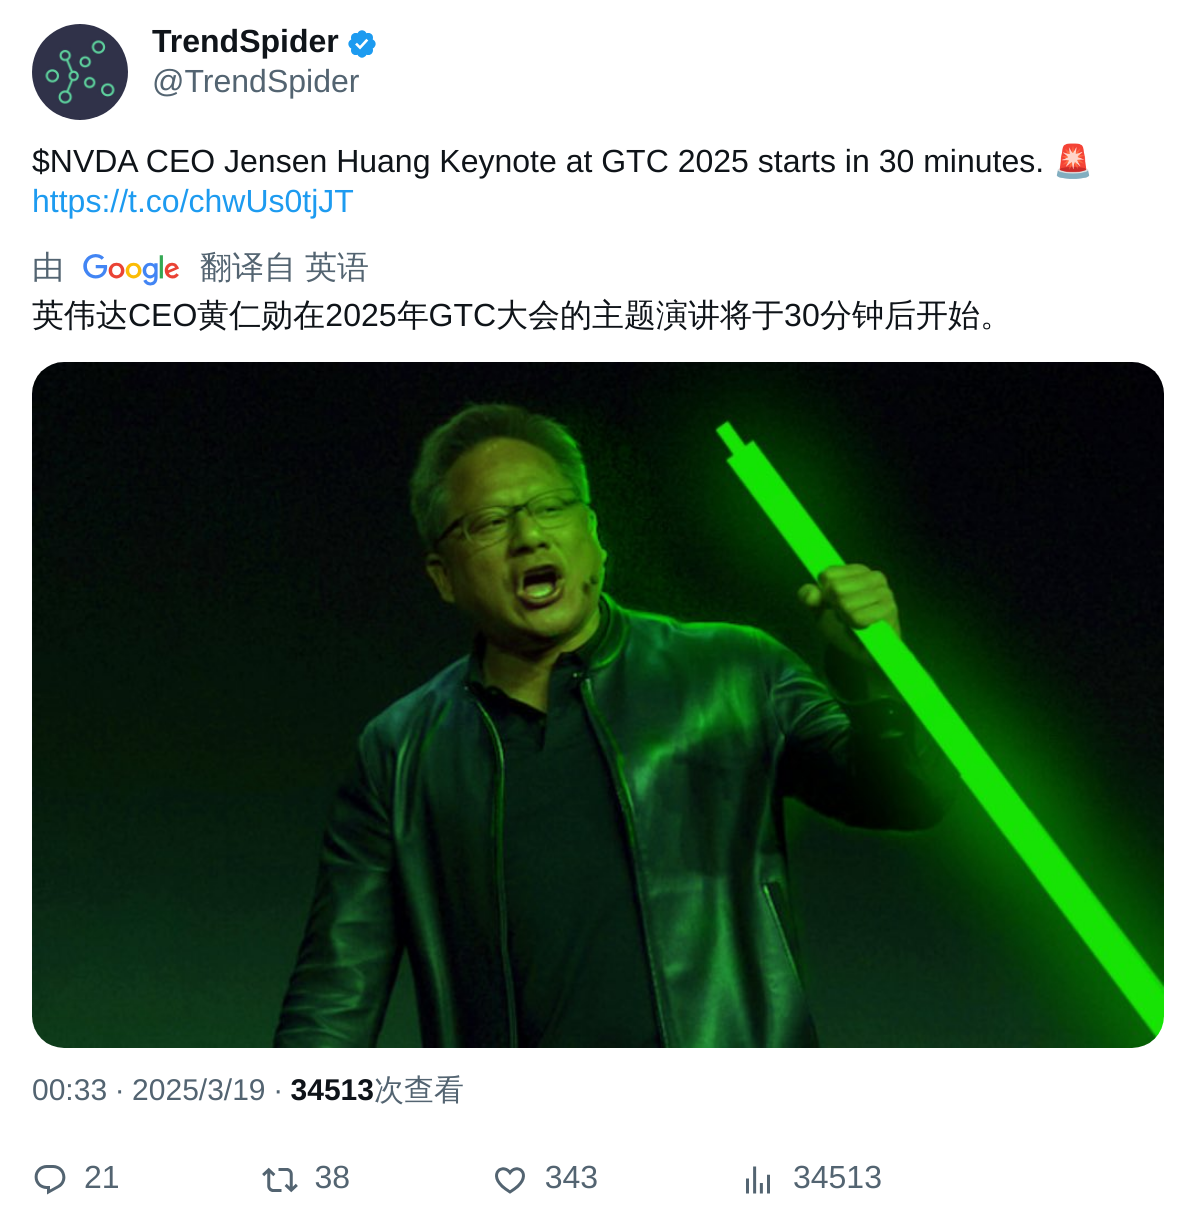 TrendSpider
@TrendSpider
$NVDA CEO Jensen Huang Keynote at GTC 2025 starts in 30 minutes. 🚨
https://t.co/chwUs0tjJT
由 Google 翻译自 英语
英伟达CEO黄仁勋在2025年GTC大会的主题演讲将于30分钟后开始。
00:33 · 2025/3/19 · 34513次查看
21 38 343 34513